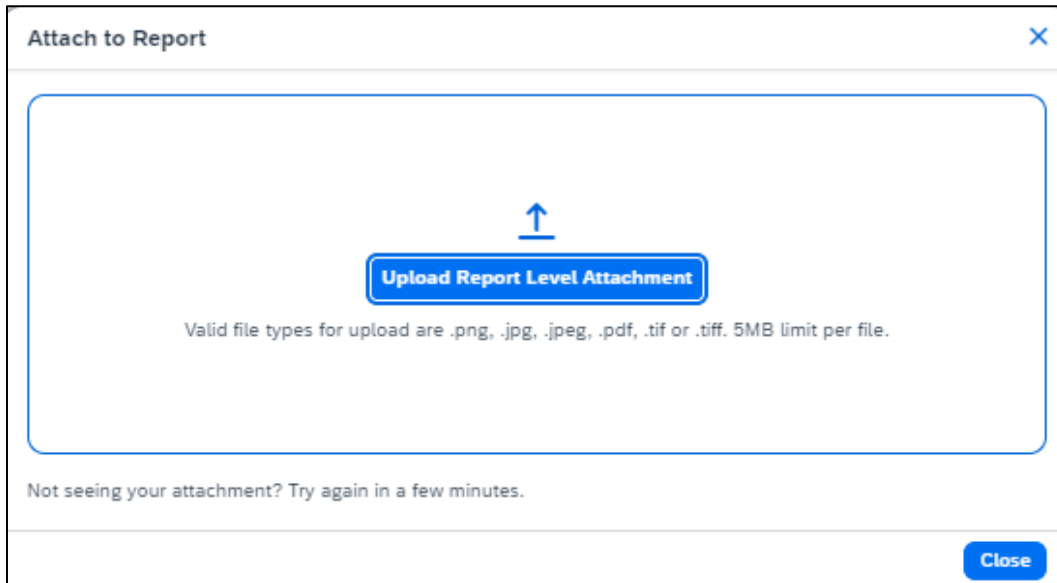 Attach to Report
Upload Report Level Attachment
Valid file types for upload are .png, .jpg, .jpeg, .pdf, .tif or .tiff. 5MB limit per file.
Not seeing your attachment? Try again in a few minutes.
Close